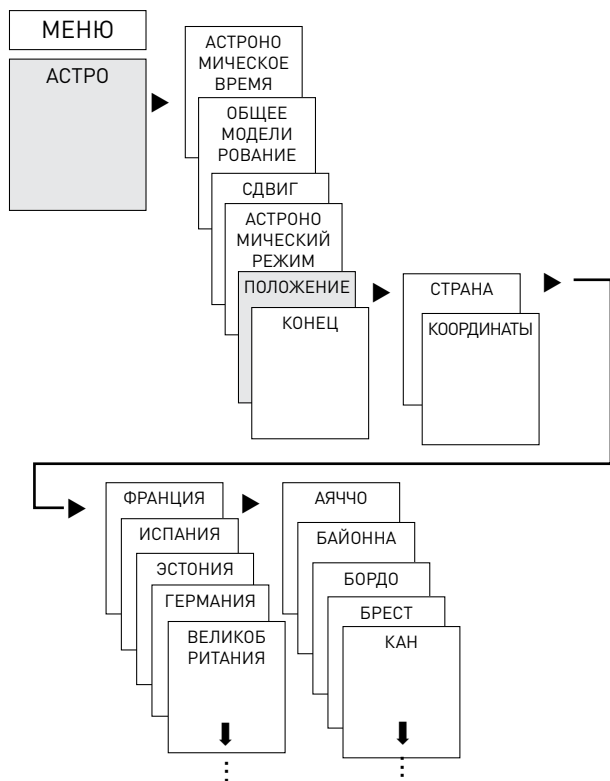 МЕНЮ
АСТРО
АСТРОНО
МИЧЕСКОЕ
ВРЕМЯ
ОБЩЕЕ
МОДЕЛИ
РОВАНИЕ
СДВИГ
АСТРОНО
МИЧЕСКИЙ
РЕЖИМ
ПОЛОЖЕНИЕ
КОНЕЦ
СТРАНА
КООРДИНАТЫ
ФРАНЦИЯ
ИСПАНИЯ
ЭСТОНИЯ
ГЕРМАНИЯ
ВЕЛИКОБ
РИТАНИЯ
АЯЧЧО
БАЙОННА
БОРДО
БРЕСТ
КАН